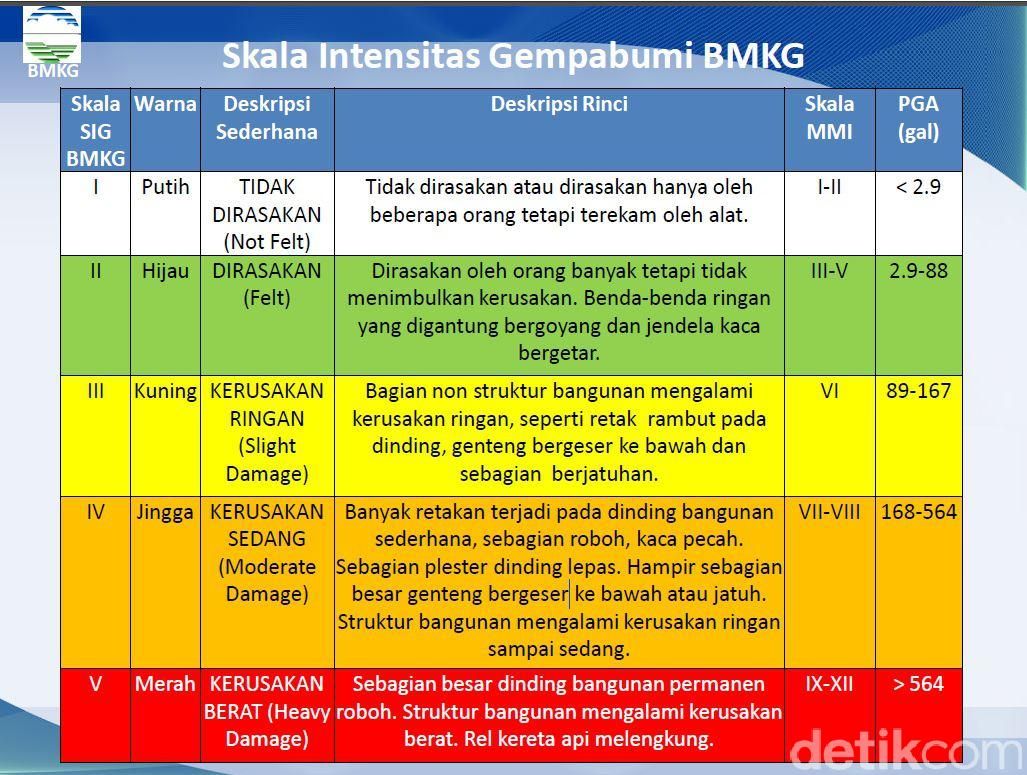 BMKG
Skala Intensitas Gempabumi BMKG
Skala SIG BMKG
Warna
Deskripsi Sederhana
Deskripsi Rinci
Skala MMI
PGA (gal)
I
Putih
TIDAK
DIRASAKAN
(Not Felt)
Tidak dirasakan atau dirasakan hanya oleh
beberapa orang tetapi terekam oleh alat.
I-II
< 2.9
II
Hijau
DIRASAKAN
(Felt)
Dirasakan oleh orang banyak tetapi tidak
menimbulkan kerusakan. Benda-benda ringan
yang digantung bergoyang dan jendela kaca
bergetar.
III-V
2.9-88
III
Kuning
KERUSAKAN
RINGAN
(Slight
Damage)
Bagian non struktur bangunan mengalami
kerusakan ringan, seperti retak rambut pada
dinding, genteng bergeser ke bawah dan
sebagian berjatuhan.
VI
89-167
IV
Jingga
KERUSAKAN
SEDANG
(Moderate
Damage)
Banyak retakan terjadi pada dinding bangunan
sederhana, sebagian roboh, kaca pecah.
Sebagian plester dinding lepas. Hampir sebagian
besar genteng bergeser ke bawah atau jatuh.
Struktur bangunan mengalami kerusakan ringan
sampai sedang.
VII-VIII
168-564
V
Merah
KERUSAKAN
BERAT (Heavy
Damage)
Sebagian besar dinding bangunan permanen
roboh. Struktur bangunan mengalami kerusakan
berat. Rel kereta api melengkung.
IX-XII
> 564
detikcom